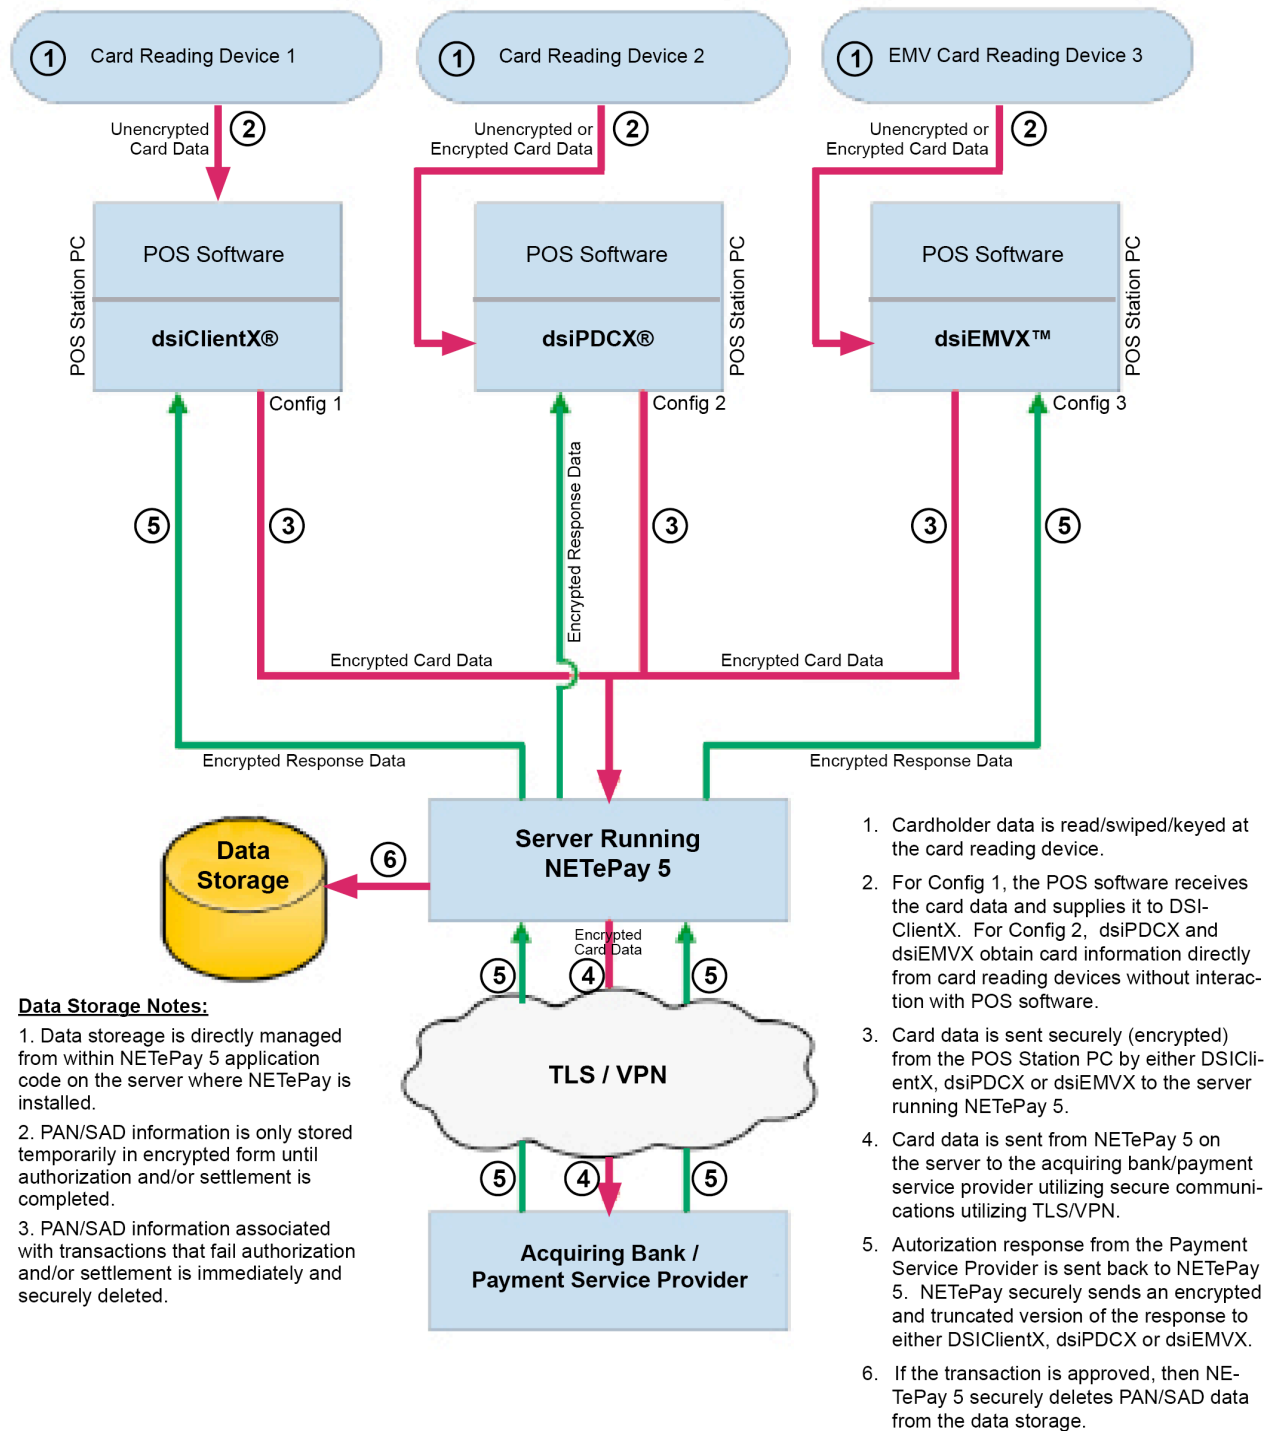 1 Card Reading Device 1
1 Card Reading Device 2
1 EMV Card Reading Device 3
Unencrypted
Card Data
2
Unencrypted or
Encrypted Card Data
2
Unencrypted or
Encrypted Card Data
2
POS Station PC
POS Software
dsiClientX®
Config 1
POS Software
dsiPDCX®
POS Station PC
Config 2
POS Software
dsiEMVX™
POS Station PC
Config 3
5
3
Encrypted Response Data
3
3
5
Encrypted Card Data
Encrypted Card Data
Encrypted Response Data
Encrypted Response Data
Data
Storage
6
Server Running
NETePay 5
Encrypted
Card Data
5
4
5
TLS / VPN
5
4
5
Acquiring Bank /
Payment Service Provider
Data Storage Notes:
1. Data storeage is directly managed
from within NETePay 5 application
code on the server where NETePay is
installed.
2. PAN/SAD information is only stored
temporarily in encrypted form until
authorization and/or settlement is
completed.
3. PAN/SAD information associated
with transactions that fail authorization
and/or settlement is immediately and
securely deleted.
1. Cardholder data is read/swiped/keyed at
the card reading device.
2. For Config 1, the POS software receives
the card data and supplies it to DSI-
ClientX. For Config 2, dsiPDCX and
dsiEMVX obtain card information directly
from card reading devices without interac-
tion with POS software.
3. Card data is sent securely (encrypted)
from the POS Station PC by either DSICli-
entX, dsiPDCX or dsiEMVX to the server
running NETePay 5.
4. Card data is sent from NETePay 5 on
the server to the acquiring bank/payment
service provider utilizing secure communi-
cations utilizing TLS/VPN.
5. Autorization response from the Payment
Service Provider is sent back to NETePay
5. NETePay securely sends an encrypted
and truncated version of the response to
either DSIClientX, dsiPDCX or dsiEMVX.
6. If the transaction is approved, then NE-
TePay 5 securely deletes PAN/SAD data
from the data storage.